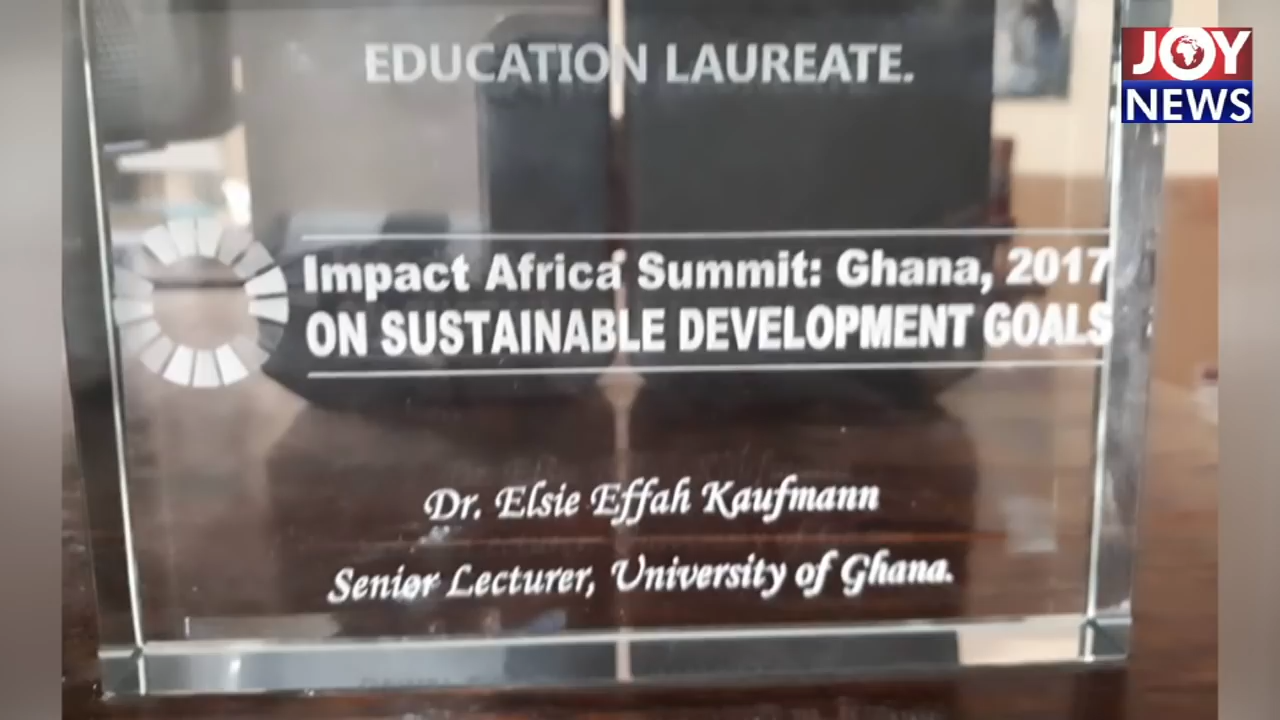 EDUCATION LAUREATE.
JOY
NEWS
Impact Africa Summit: Ghana, 2017
ON SUSTAINABLE DEVELOPMENT GOALS
Dr. Elsie Effah Kaufmann
Senior Lecturer, University of Ghana.